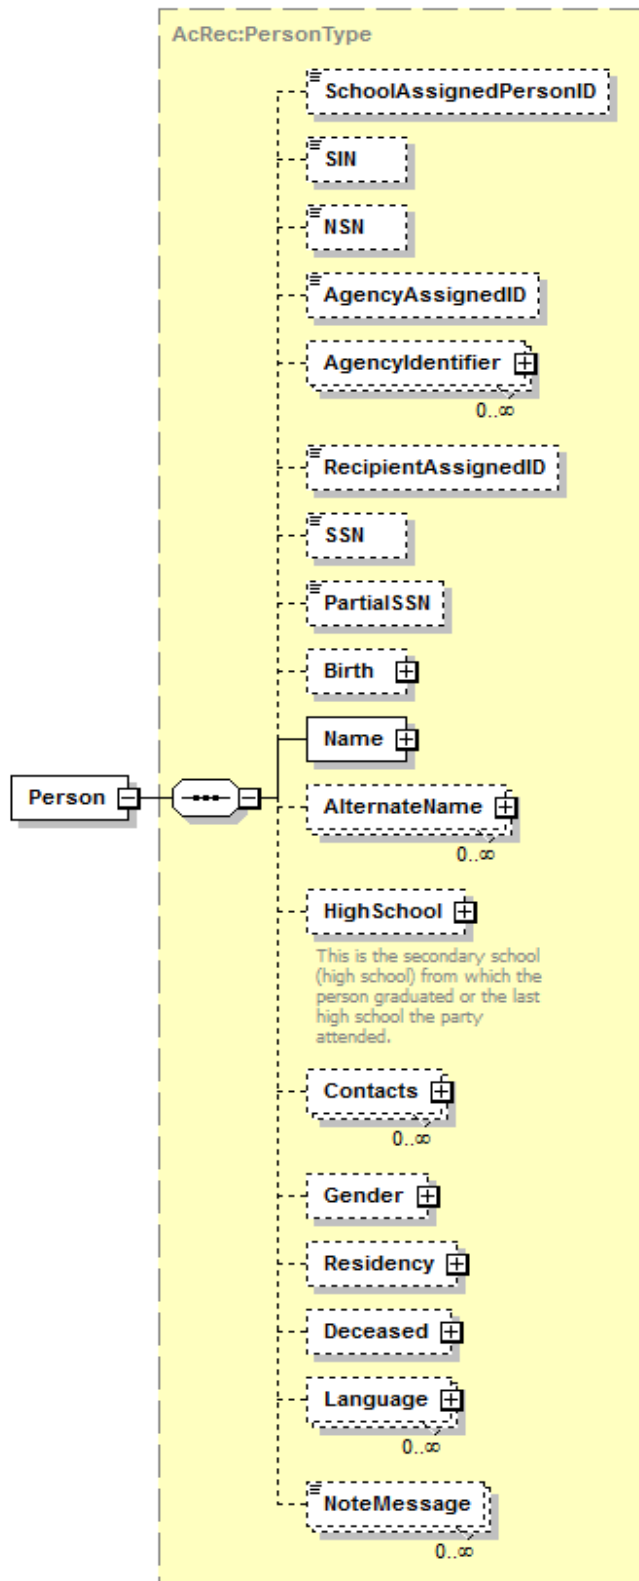 AcRec:PersonType
SchoolAssignedPersonID
SIN
NSN
AgencyAssignedID
AgencyIdentifier
0..∞
RecipientAssignedID
SSN
PartialSSN
Birth
Name
Person
AlternateName
0..∞
HighSchool
This is the secondary school
(high school) from which the
person graduated or the last
high school the party
attended.
Contacts
0..∞
Gender
Residency
Deceased
Language
0..∞
NoteMessage
0..∞